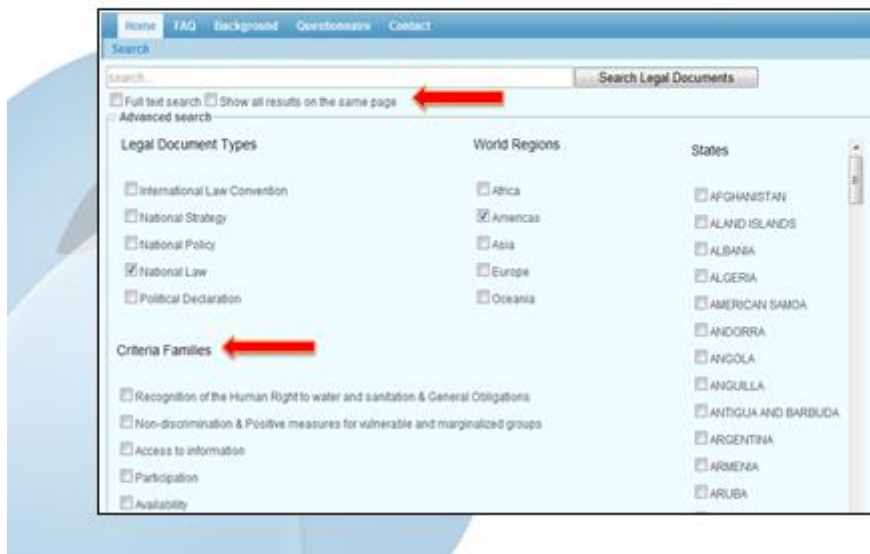 Home FAQ Background Questionnaire Contact
Search
search...
Search Legal Documents
Full text search Show all results on the same page
Advanced search
Legal Document Types
International Law Convention
National Strategy
National Policy
National Law
Political Declaration
World Regions
Africa
Americas
Asia
Europe
Oceania
States
AFGHANISTAN
ALAND ISLANDS
ALBANIA
ALGERIA
AMERICAN SAMOA
ANDORRA
ANGOLA
ANGUILLA
ANTIGUA AND BARBUDA
ARGENTINA
ARMENIA
ARUBA
Criteria Families
Recognition of the Human Right to water and sanitation & General Obligations
Non-discrimination & Positive measures for vulnerable and marginalized groups
Access to information
Participation
Availability